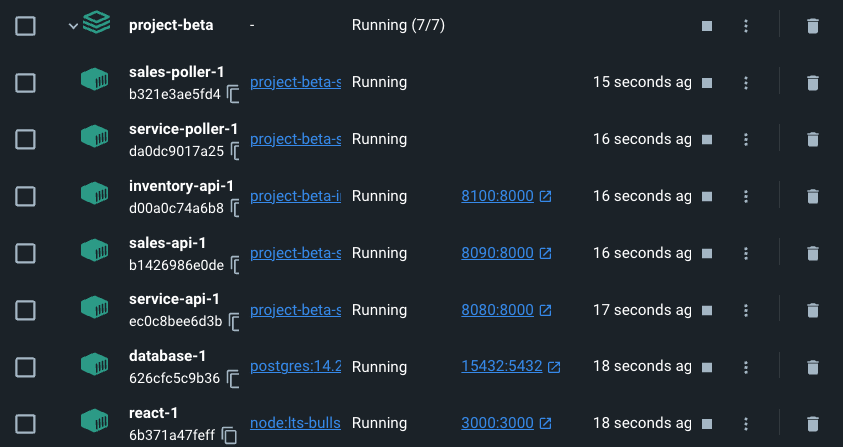 project-beta - Running (7/7)
sales-poller-1
b321e3ae5fd4 project-beta-s Running 15 seconds ag
service-poller-1
da0dc9017a25 project-beta-s Running 16 seconds ag
inventory-api-1
d00a0c74a6b8 project-beta-i Running 8100:8000 16 seconds ag
sales-api-1
b1426986e0de project-beta-s Running 8090:8000 16 seconds ag
service-api-1
ec0c8bee6d3b project-beta-s Running 8080:8000 17 seconds ag
database-1
626cfc5c9b36 postgres:14.2 Running 15432:5432 18 seconds ag
react-1
6b371a47feff node:lts-bulls Running 3000:3000 18 seconds ag